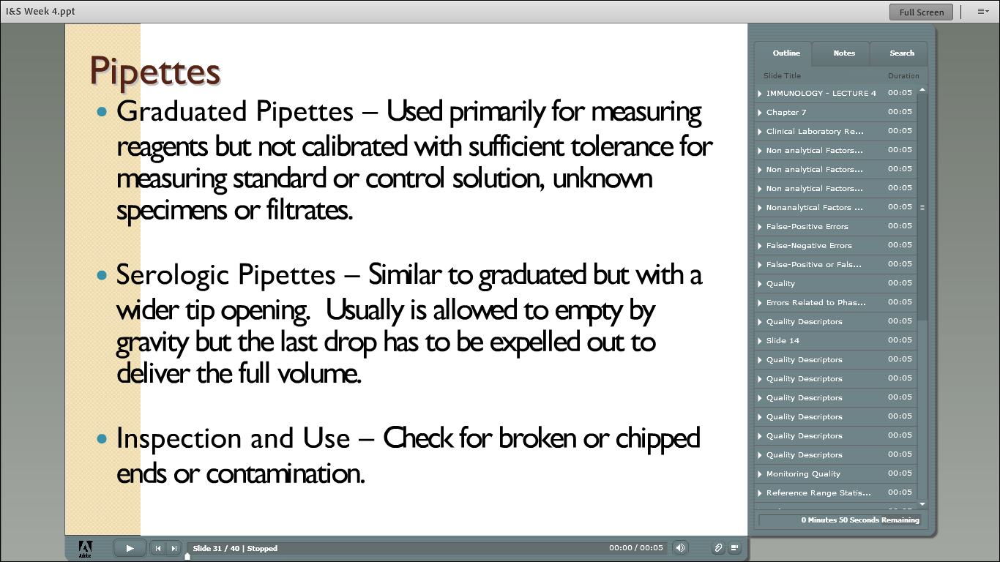 I&S Week 4.ppt
Full Screen
Pipettes
• Graduated Pipettes – Used primarily for measuring
reagents but not calibrated with sufficient tolerance for
measuring standard or control solution, unknown
specimens or filtrates.
• Serologic Pipettes – Similar to graduated but with a
wider tip opening.  Usually is allowed to empty by
gravity but the last drop has to be expelled out to
deliver the full volume.
• Inspection and Use – Check for broken or chipped
ends or contamination.
Outline Notes Search
Slide Title Duration
IMMUNOLOGY - LECTURE 4 00:05
Chapter 7 00:05
Clinical Laboratory Re... 00:05
Non analytical Factors... 00:05
Non analytical Factors... 00:05
Non analytical Factors... 00:05
Nonanalytical Factors ... 00:05
False-Positive Errors 00:05
False-Negative Errors 00:05
False-Positive or Fals... 00:05
Quality 00:05
Errors Related to Phas... 00:05
Quality Descriptors 00:05
Slide 14 00:05
Quality Descriptors 00:05
Quality Descriptors 00:05
Quality Descriptors 00:05
Quality Descriptors 00:05
Quality Descriptors 00:05
Quality Descriptors 00:05
Monitoring Quality 00:05
Reference Range Statis... 00:05
0 Minutes 50 Seconds Remaining
Adobe
Slide 31 / 40 | Stopped
00:00 / 00:05